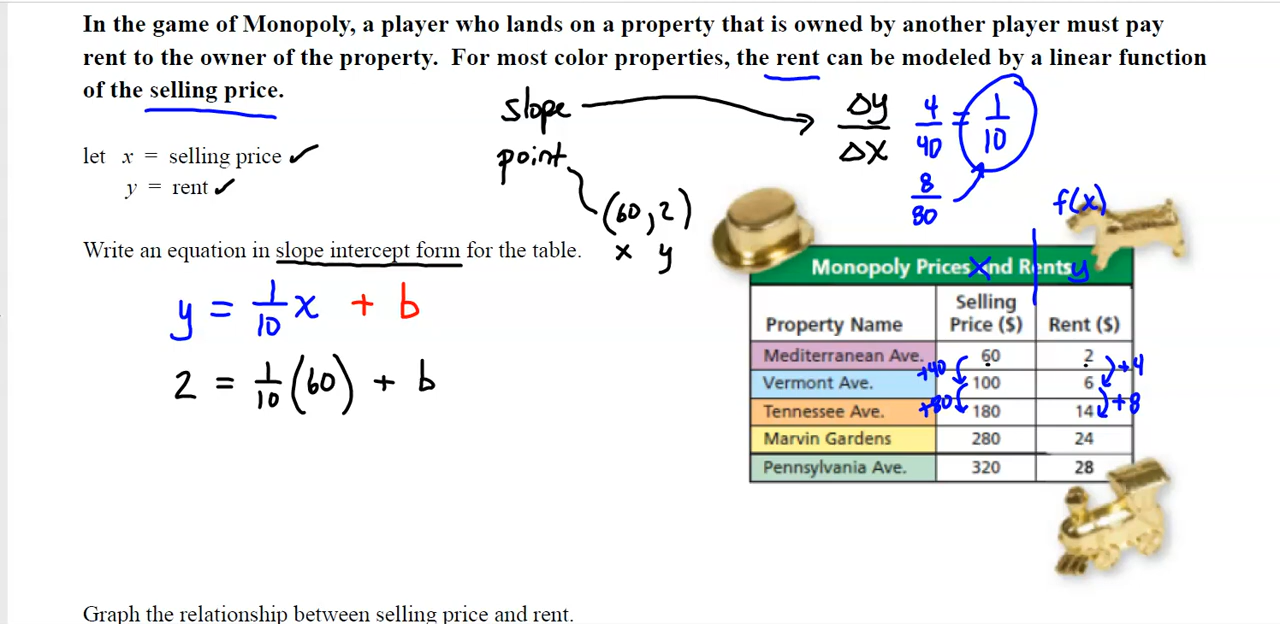 In the game of Monopoly, a player who lands on a property that is owned by another player must pay
rent to the owner of the property. For most color properties, the rent can be modeled by a linear function
of the selling price.
slope
Δy
Δx
4
40
=
1
10
8
80
let x = selling price ✓
y = rent ✓
point
(60, 2)
x y
f(x)
Write an equation in slope intercept form for the table.
y = 1/10 x + b
2 = 1/10 (60) + b
Monopoly Prices and Rents
x y
Property Name Selling Price ($) Rent ($)
Mediterranean Ave. 60 2
+40 +4
Vermont Ave. 100 6
+80 +8
Tennessee Ave. 180 14
Marvin Gardens 280 24
Pennsylvania Ave. 320 28
Graph the relationship between selling price and rent.